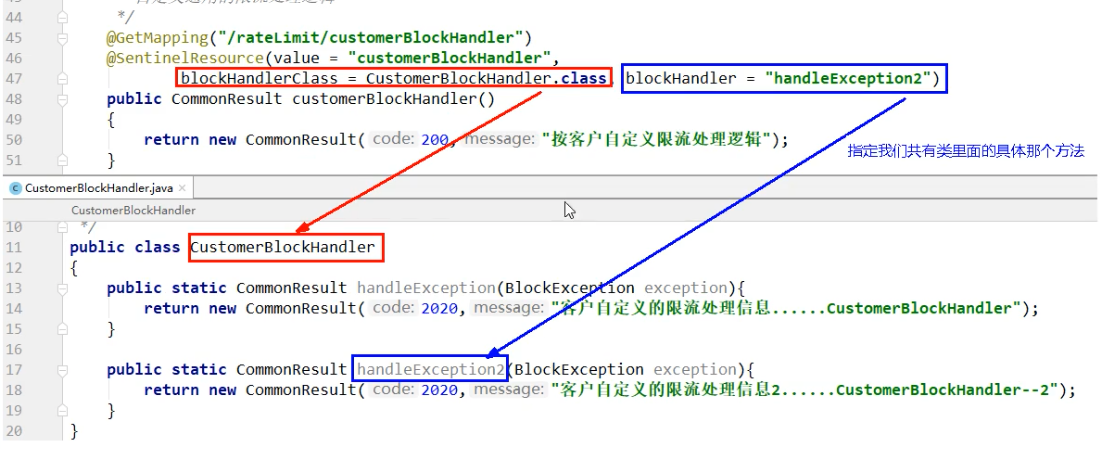 44 */
45 @GetMapping("/rateLimit/customerBlockHandler")
46 @SentinelResource(value = "customerBlockHandler",
47 blockHandlerClass = CustomerBlockHandler.class, blockHandler = "handleException2")
48 public CommonResult customerBlockHandler()
49 {
50 return new CommonResult( code: 200, message: "按客户自定义限流处理逻辑");
51 }
指定我们共有类里面的具体那个方法
CustomerBlockHandler.java ×
CustomerBlockHandler
10 */
11 public class CustomerBlockHandler
12 {
13 public static CommonResult handleException(BlockException exception){
14 return new CommonResult( code: 2020, message: "客户自定义的限流处理信息......CustomerBlockHandler");
15 }
16
17 public static CommonResult handleException2(BlockException exception){
18 return new CommonResult( code: 2020, message: "客户自定义的限流处理信息2......CustomerBlockHandler--2");
19 }
20 }